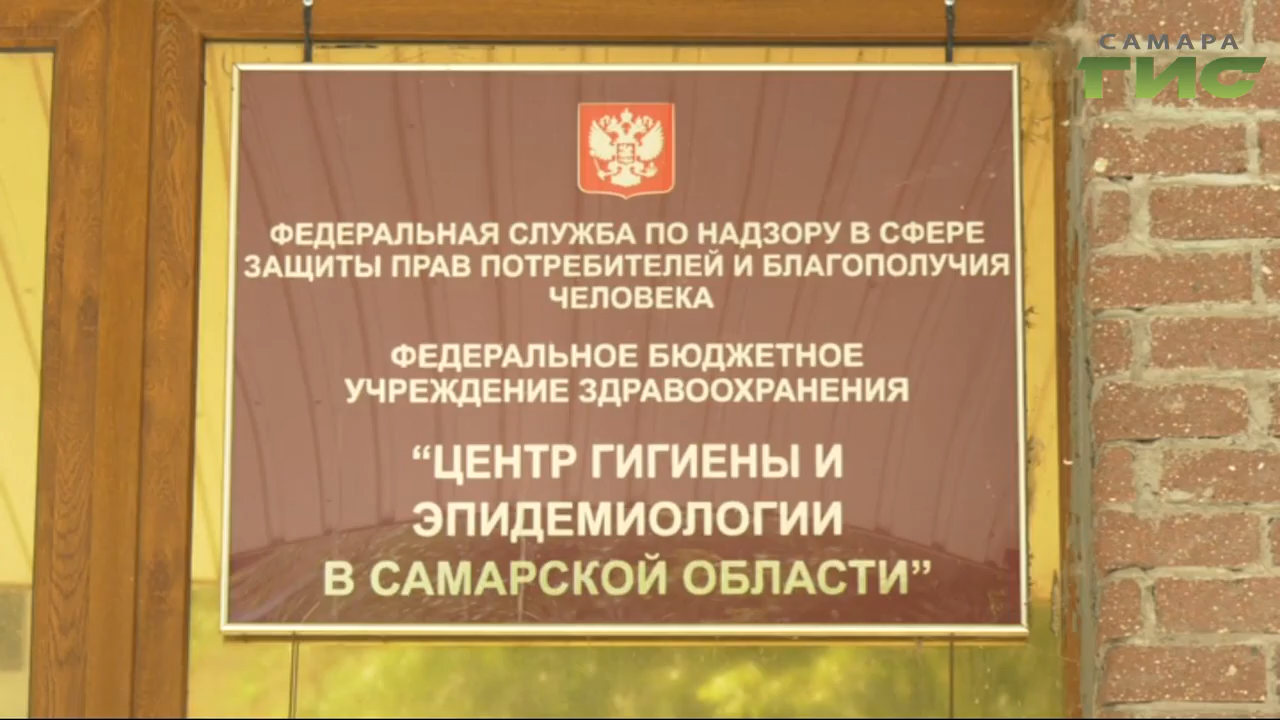 САМАРА
ГИС
ФЕДЕРАЛЬНАЯ СЛУЖБА ПО НАДЗОРУ В СФЕРЕ
ЗАЩИТЫ ПРАВ ПОТРЕБИТЕЛЕЙ И БЛАГОПОЛУЧИЯ
ЧЕЛОВЕКА
ФЕДЕРАЛЬНОЕ БЮДЖЕТНОЕ
УЧРЕЖДЕНИЕ ЗДРАВООХРАНЕНИЯ
“ЦЕНТР ГИГИЕНЫ И
ЭПИДЕМИОЛОГИИ
В САМАРСКОЙ ОБЛАСТИ”